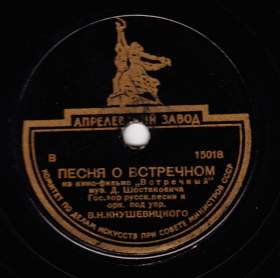 АПРЕЛЕВСКИЙ ЗАВОД
В 15018
ПЕСНЯ О ВСТРЕЧНОМ
из кино-фильма „Встречный"
муз. Д. Шостаковича
Гос. хор русск. песни и
орк. под упр.
В. Н. КНУШЕВИЦКОГО
КОМИТЕТ ПО ДЕЛАМ ИСКУССТВ ПРИ СОВЕТЕ МИНИСТРОВ СССР